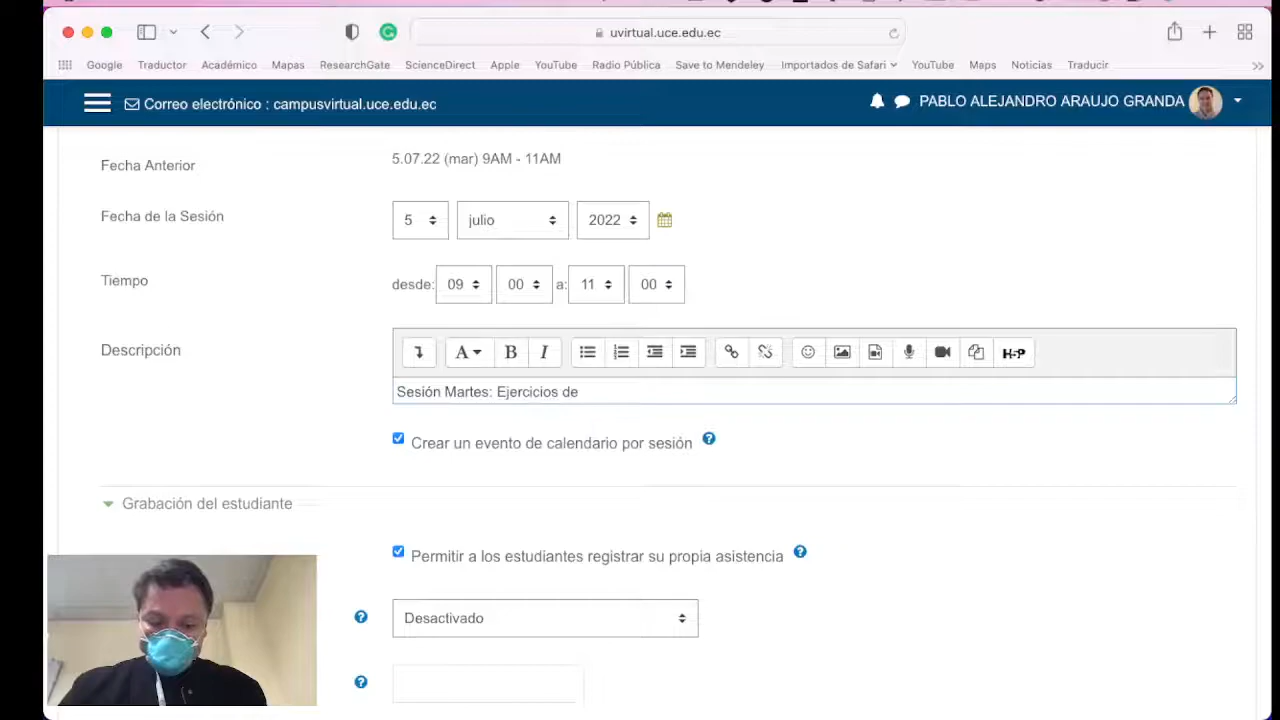 uvirtual.uce.edu.ec
Google Traductor Académico Mapas ResearchGate ScienceDirect Apple YouTube Radio Pública Save to Mendeley Importados de Safari YouTube Maps Noticias Traducir
Correo electrónico : campusvirtual.uce.edu.ec PABLO ALEJANDRO ARAUJO GRANDA
Fecha Anterior 5.07.22 (mar) 9AM - 11AM
Fecha de la Sesión 5 julio 2022
Tiempo desde: 09 00 a: 11 00
Descripción A B I H-P
Sesión Martes: Ejercicios de
Crear un evento de calendario por sesión
Grabación del estudiante
Permitir a los estudiantes registrar su propia asistencia
Desactivado